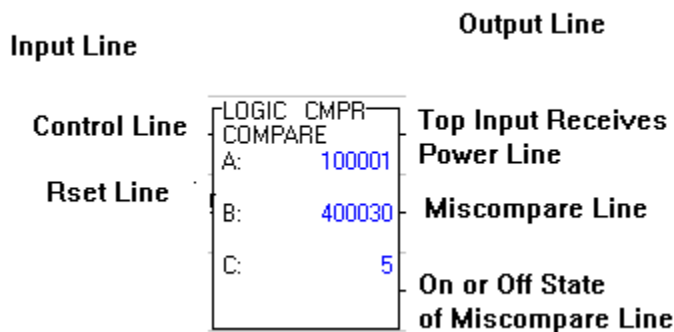 Output Line
Input Line
LOGIC CMPR
Control Line
COMPARE
Top Input Receives
Power Line
A: 100001
Rset Line
B: 400030
Miscompare Line
C: 5
On or Off State
of Miscompare Line